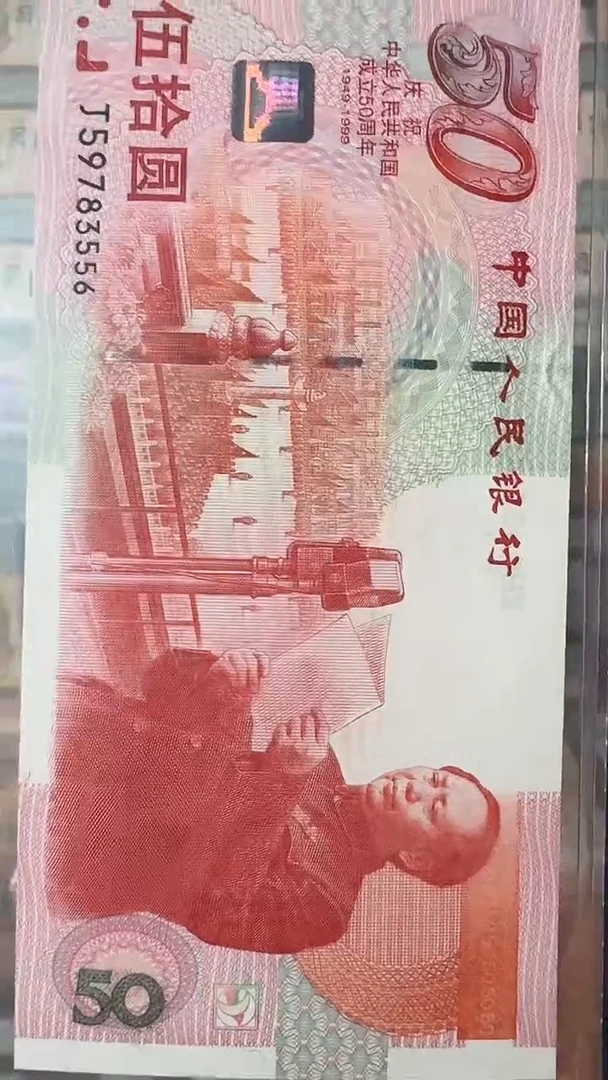 50
中国人民银行
庆祝
中华人民共和国
成立50周年
1949-1999
伍拾圆
J59783556
50